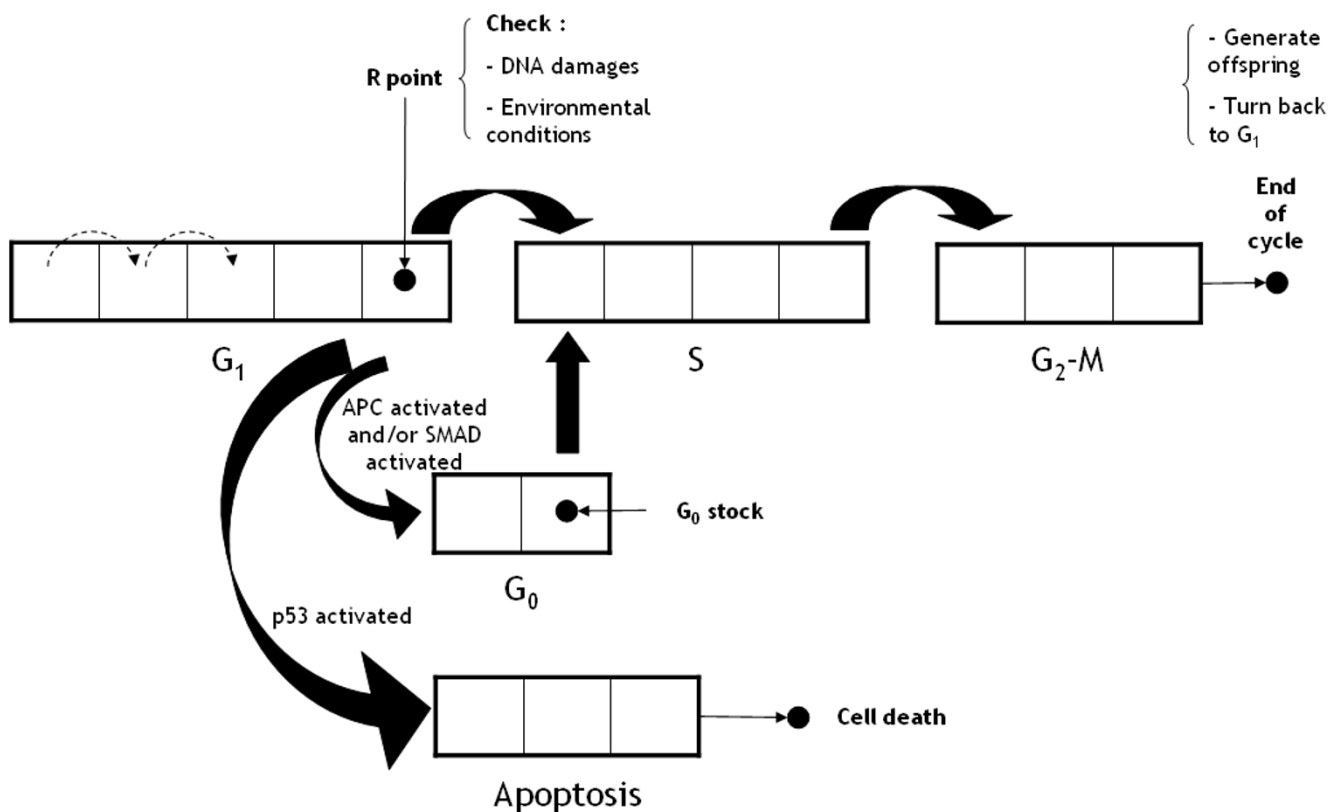 Check :
- DNA damages
- Environmental
conditions
R point
- Generate
offspring
- Turn back
to G₁
End
of
cycle
G₁
S
G₂-M
APC activated
and/or SMAD
activated
G₀ stock
G₀
p53 activated
Cell death
Apoptosis